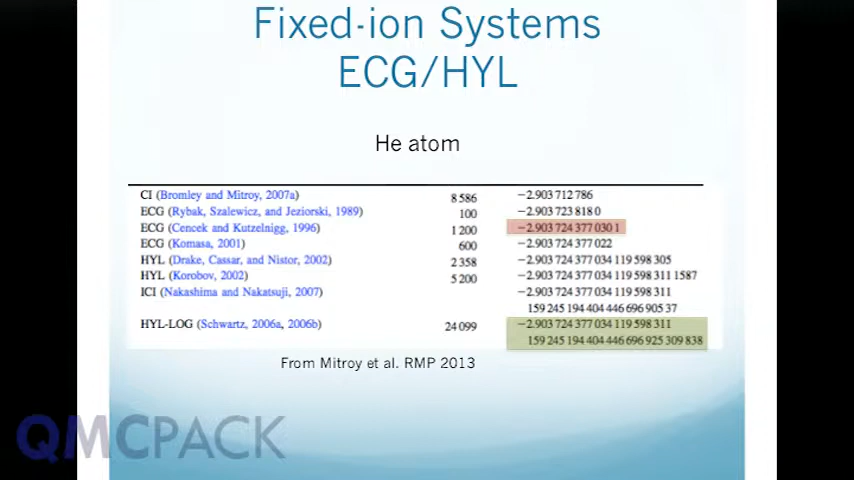 Fixed-ion Systems
ECG/HYL
He atom
CI (Bromley and Mitroy, 2007a) 8 586 −2.903 712 786
ECG (Rybak, Szalewicz, and Jeziorski, 1989) 100 −2.903 723 818 0
ECG (Cencek and Kutzelnigg, 1996) 1 200 −2.903 724 377 030 1
ECG (Komasa, 2001) 600 −2.903 724 377 022
HYL (Drake, Cassar, and Nistor, 2002) 2 358 −2.903 724 377 034 119 598 305
HYL (Korobov, 2002) 5 200 −2.903 724 377 034 119 598 311 1587
ICI (Nakashima and Nakatsuji, 2007) −2.903 724 377 034 119 598 311
159 245 194 404 446 696 905 37
HYL-LOG (Schwartz, 2006a, 2006b) 24 099 −2.903 724 377 034 119 598 311
159 245 194 404 446 696 925 309 838
From Mitroy et al. RMP 2013
QMCPACK